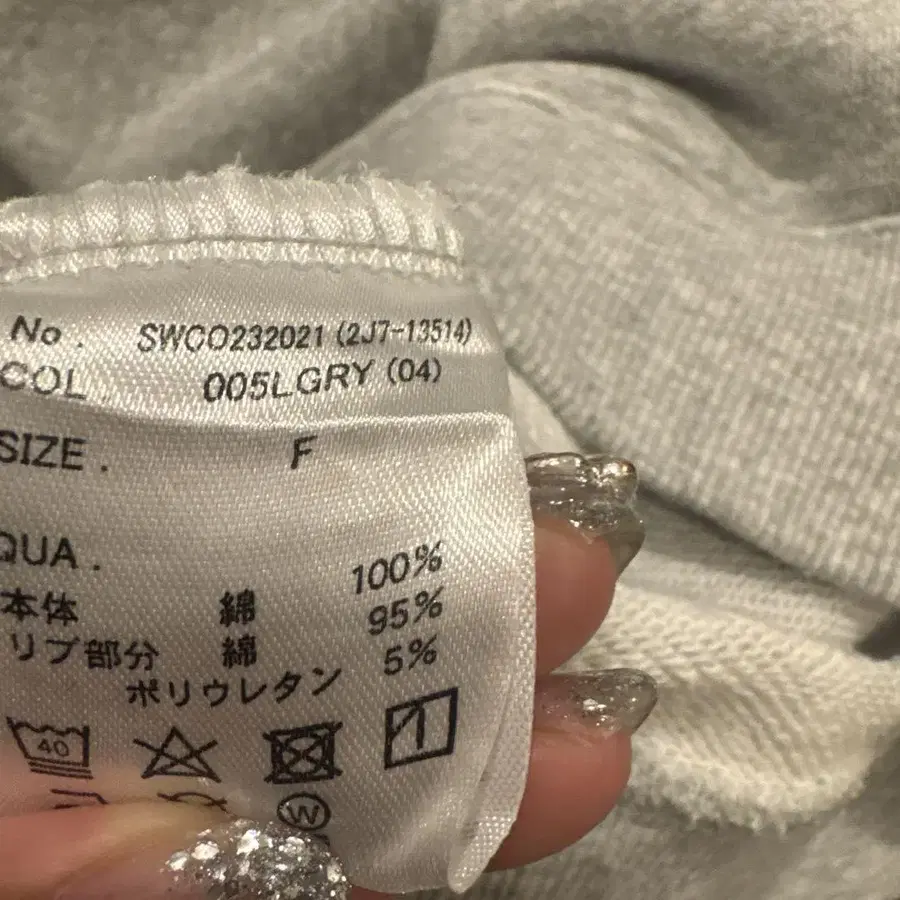 No. SWCO232021 (2J7-13514)
COL. 005LGRY (04)
SIZE. F
QUA.
本体 綿 100%
リブ部分 綿 95%
ポリウレタン 5%
40
W